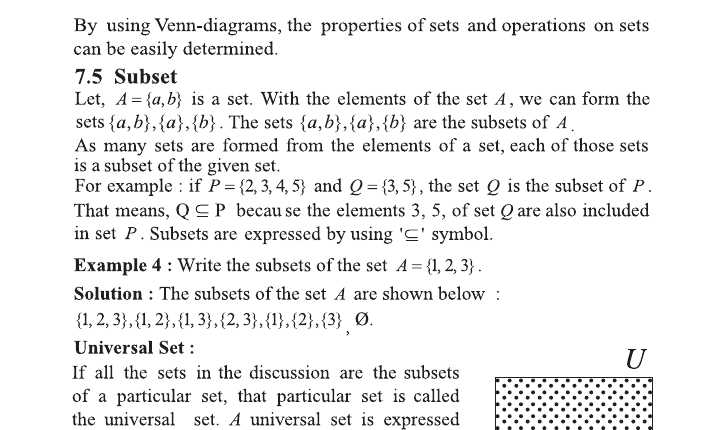 By using Venn-diagrams, the properties of sets and operations on sets
can be easily determined.
7.5 Subset
Let, A = {a,b} is a set. With the elements of the set A, we can form the
sets {a,b},{a},{b}. The sets {a,b},{a},{b} are the subsets of A.
As many sets are formed from the elements of a set, each of those sets
is a subset of the given set.
For example : if P = {2, 3, 4, 5} and Q = {3, 5}, the set Q is the subset of P.
That means, Q ⊆ P because the elements 3, 5, of set Q are also included
in set P. Subsets are expressed by using '⊆' symbol.
Example 4 : Write the subsets of the set A = {1, 2, 3}.
Solution : The subsets of the set A are shown below :
{1, 2, 3},{1, 2},{1, 3},{2, 3},{1},{2},{3} , Ø.
Universal Set :
If all the sets in the discussion are the subsets
of a particular set, that particular set is called
the universal set. A universal set is expressed
U